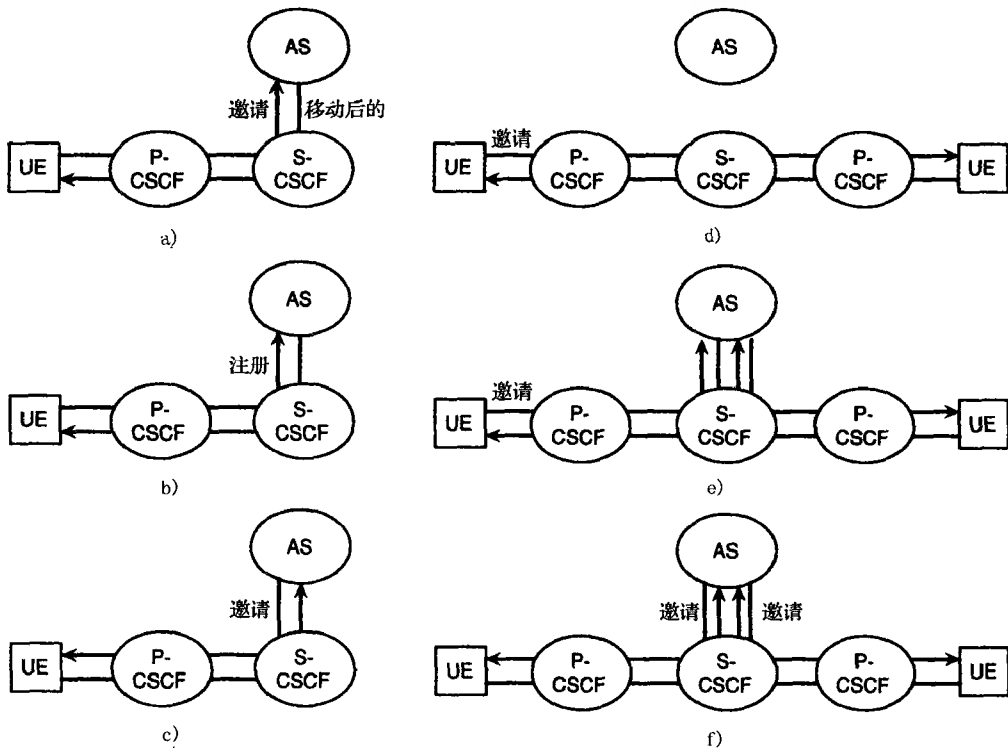 AS
邀请 移动后的
UE P-CSCF S-CSCF
a)
AS
注册
UE P-CSCF S-CSCF
b)
AS
邀请
UE P-CSCF S-CSCF
c)
AS
邀请
UE P-CSCF S-CSCF P-CSCF UE
d)
AS
邀请
UE P-CSCF S-CSCF P-CSCF UE
e)
AS
邀请 邀请
UE P-CSCF S-CSCF P-CSCF UE
f)